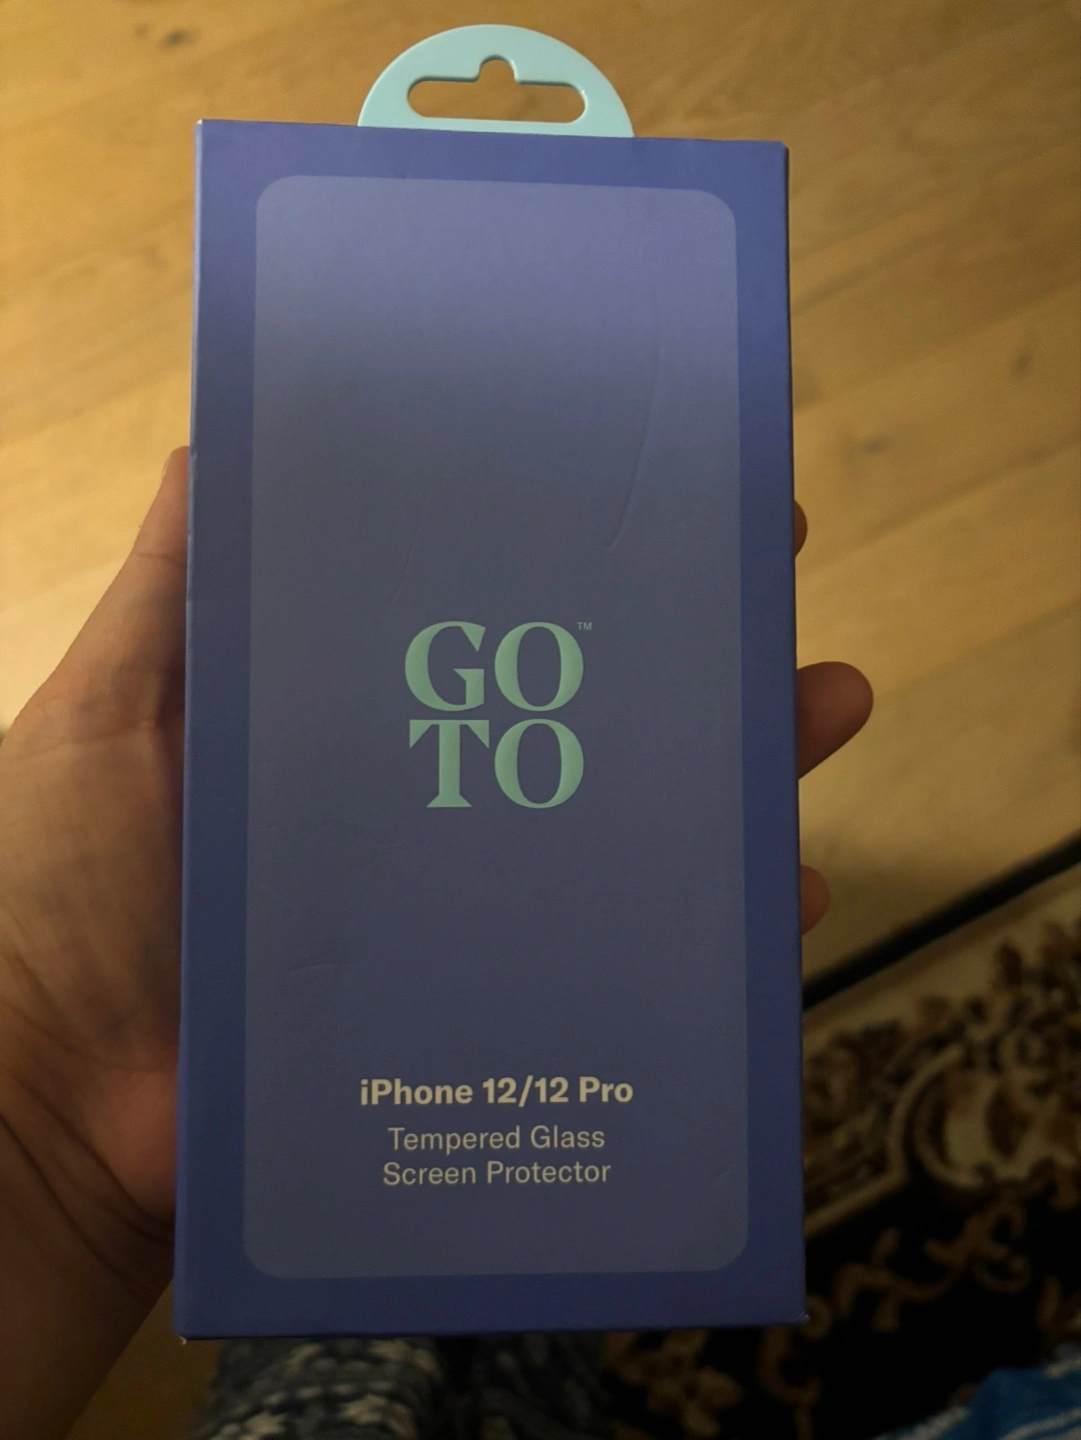 GO™
TO
iPhone 12/12 Pro
Tempered Glass
Screen Protector